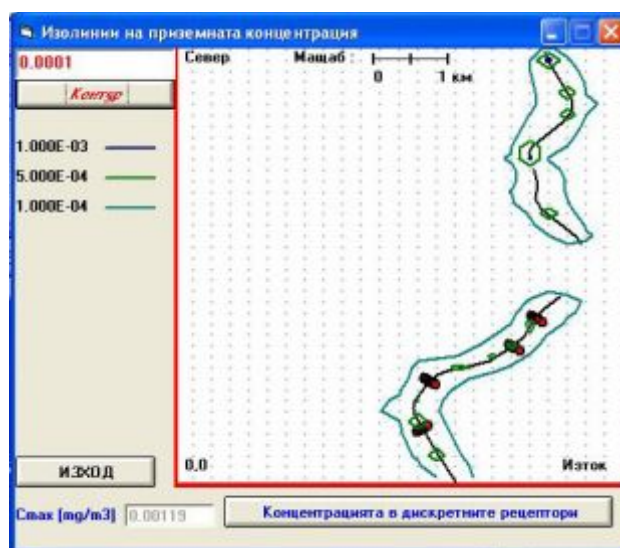 Изолинии на приземната концентрация
0.0001
Контур
1.000E-03
5.000E-04
1.000E-04
Север
Мащаб :
0 1 км
0.0
Изток
ИЗХОД
Cmax (mg/m3) 0.00119
Концентрацията в дискретните рецептори